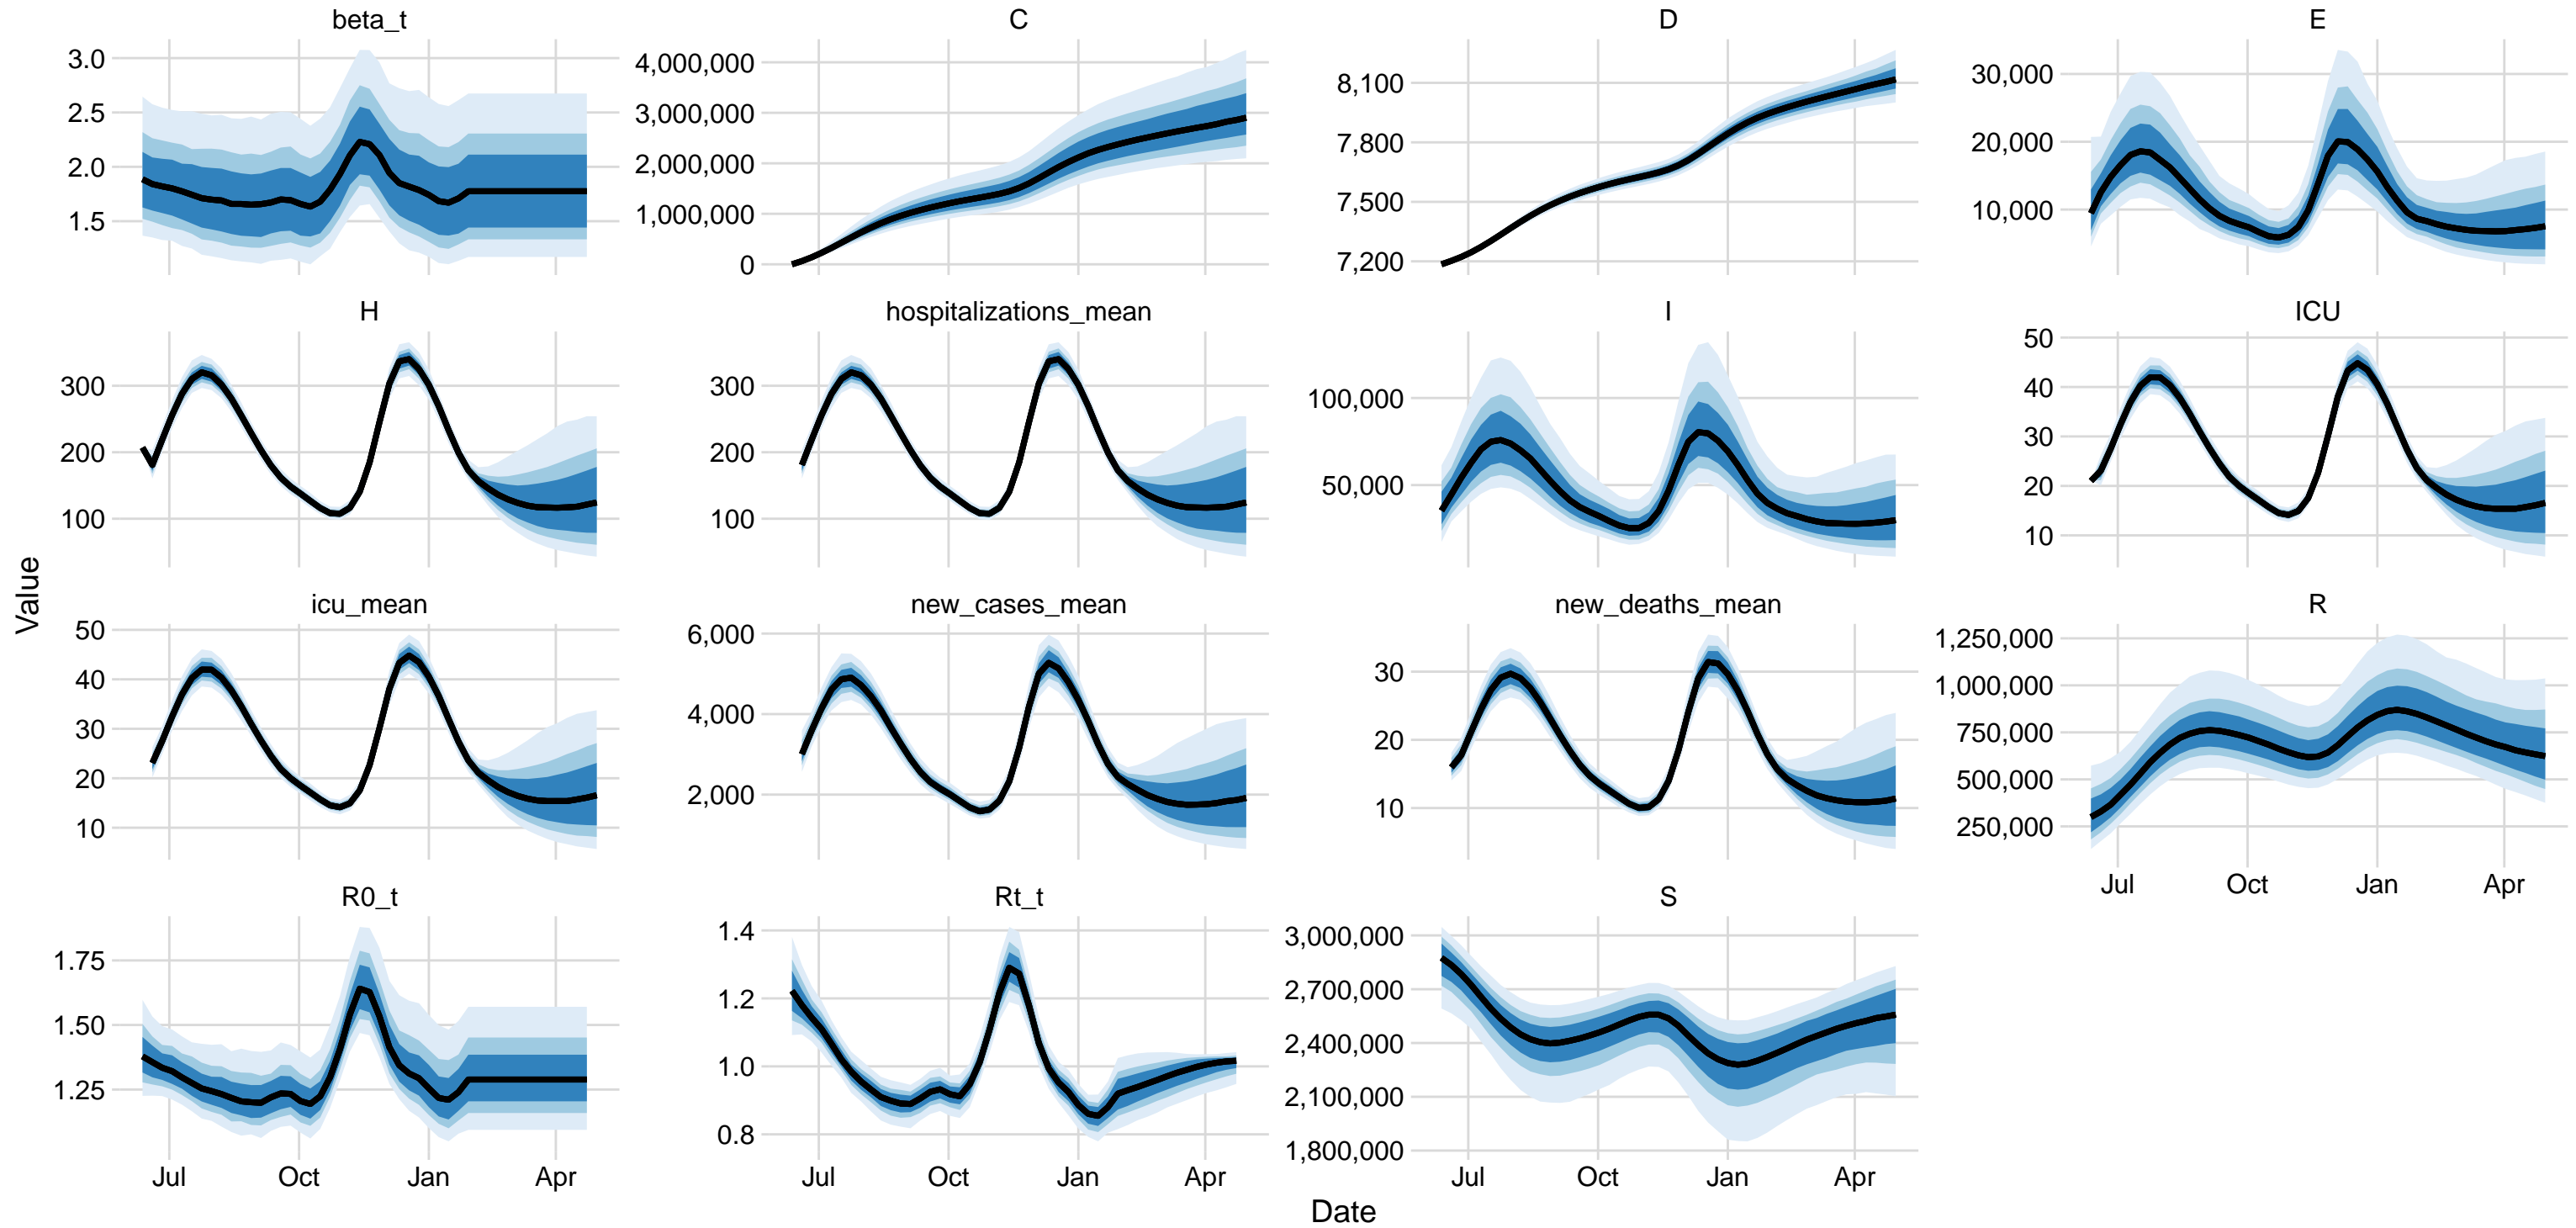 beta_t
3.0
2.5
2.0
1.5
C
4,000,000
3,000,000
2,000,000
1,000,000
0
D
8,100
7,800
7,500
7,200
E
30,000
20,000
10,000
H
300
200
100
hospitalizations_mean
300
200
100
I
100,000
50,000
ICU
50
40
30
20
10
Value
icu_mean
50
40
30
20
10
new_cases_mean
6,000
4,000
2,000
new_deaths_mean
30
20
10
R
1,250,000
1,000,000
750,000
500,000
250,000
Jul Oct Jan Apr
R0_t
1.75
1.50
1.25
Jul Oct Jan Apr
Rt_t
1.4
1.2
1.0
0.8
Jul Oct Jan Apr
S
3,000,000
2,700,000
2,400,000
2,100,000
1,800,000
Jul Oct Jan Apr
Date